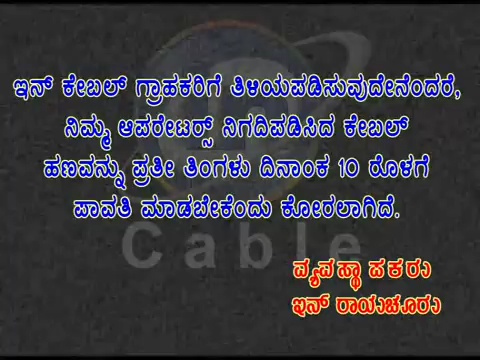 ಇನ್ ಕೇಬಲ್ ಗ್ರಾಹಕರಿಗೆ ತಿಳಿಯಪಡಿಸುವುದೇನೆಂದರೆ,
ನಿಮ್ಮ ಆಪರೇಟರ್‍ಸ್ ನಿಗದಿಪಡಿಸಿದ ಕೇಬಲ್
ಹಣವನ್ನು ಪ್ರತೀ ತಿಂಗಳು ದಿನಾಂಕ 10 ರೊಳಗೆ
ಪಾವತಿ ಮಾಡಬೇಕೆಂದು ಕೋರಲಾಗಿದೆ.
Cable
ವ್ಯವಸ್ಥಾಪಕರು
ಇನ್ ರಾಯಚೂರು